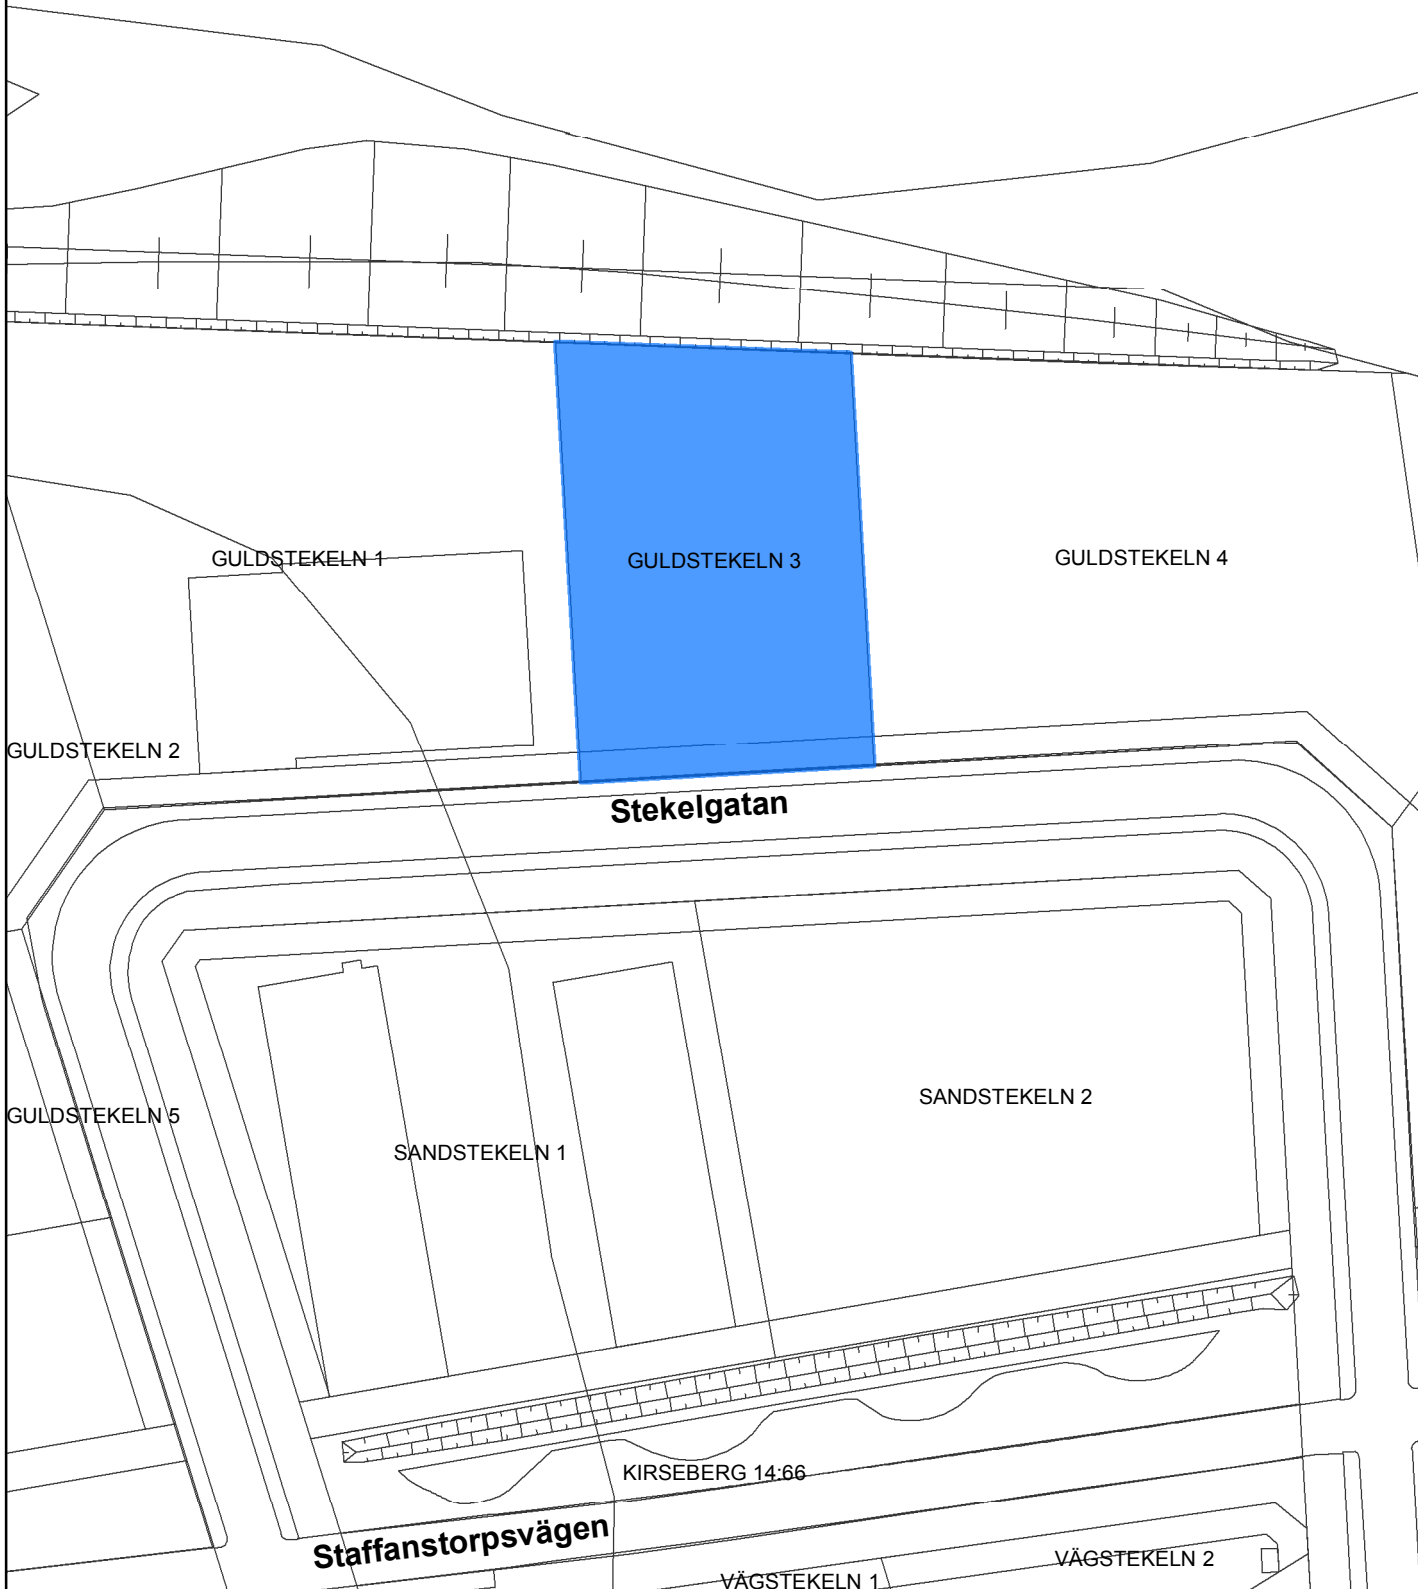 GULDSTEKELN 1
GULDSTEKELN 3
GULDSTEKELN 4
GULDSTEKELN 2
Stekelgatan
SANDSTEKELN 2
GULDSTEKELN 5
SANDSTEKELN 1
KIRSEBERG 14:66
Staffanstorpsvägen
VÄGSTEKELN 2
VÄGSTEKELN 1